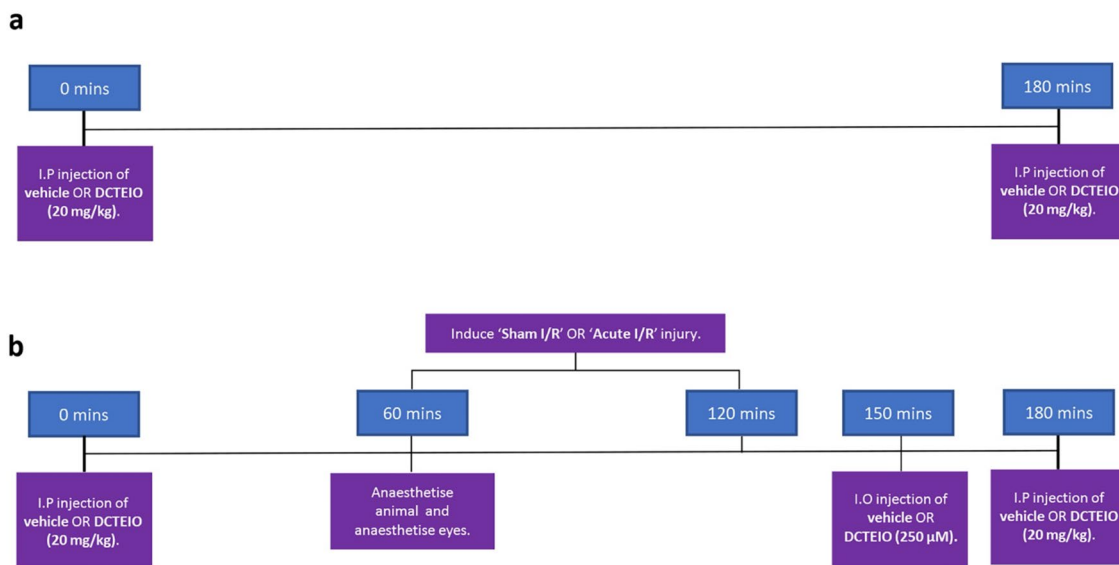 a
0 mins
180 mins
I.P injection of
vehicle OR DCTEIO
(20 mg/kg).
I.P injection of
vehicle OR DCTEIO
(20 mg/kg).
b
Induce ‘Sham I/R’ OR ‘Acute I/R’ injury.
0 mins
60 mins
120 mins
150 mins
180 mins
I.P injection of
vehicle OR DCTEIO
(20 mg/kg).
Anaesthetise
animal and
anaesthetise eyes.
I.O injection of
vehicle OR
DCTEIO (250 µM).
I.P injection of
vehicle OR DCTEIO
(20 mg/kg).